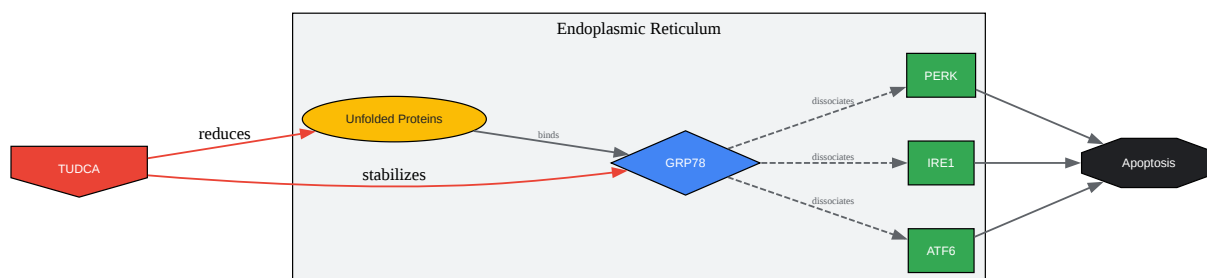 Endoplasmic Reticulum
PERK
dissociates
Unfolded Proteins
reduces
binds
TUDCA
stabilizes
GRP78
dissociates
IRE1
Apoptosis
dissociates
ATF6